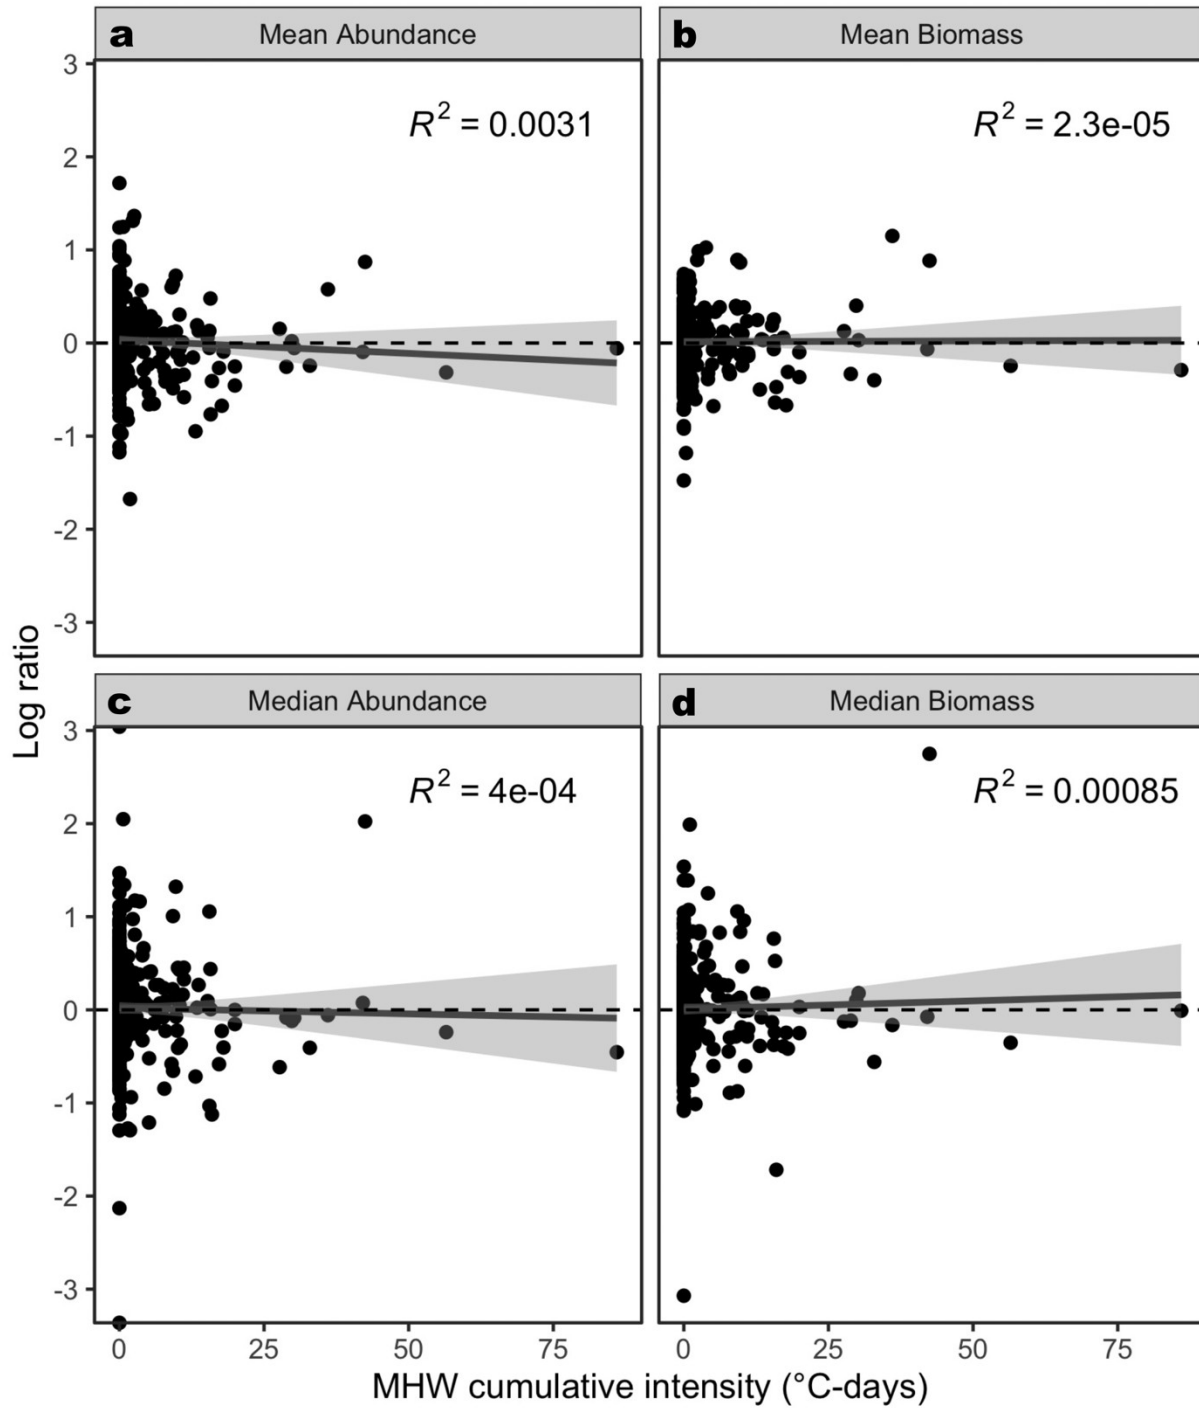 a Mean Abundance
b Mean Biomass
R² = 0.0031
R² = 2.3e-05
3
2
1
0
-1
-2
-3
Log ratio
c Median Abundance
d Median Biomass
R² = 4e-04
R² = 0.00085
3
2
1
0
-1
-2
-3
0 25 50 75
0 25 50 75
MHW cumulative intensity (°C-days)